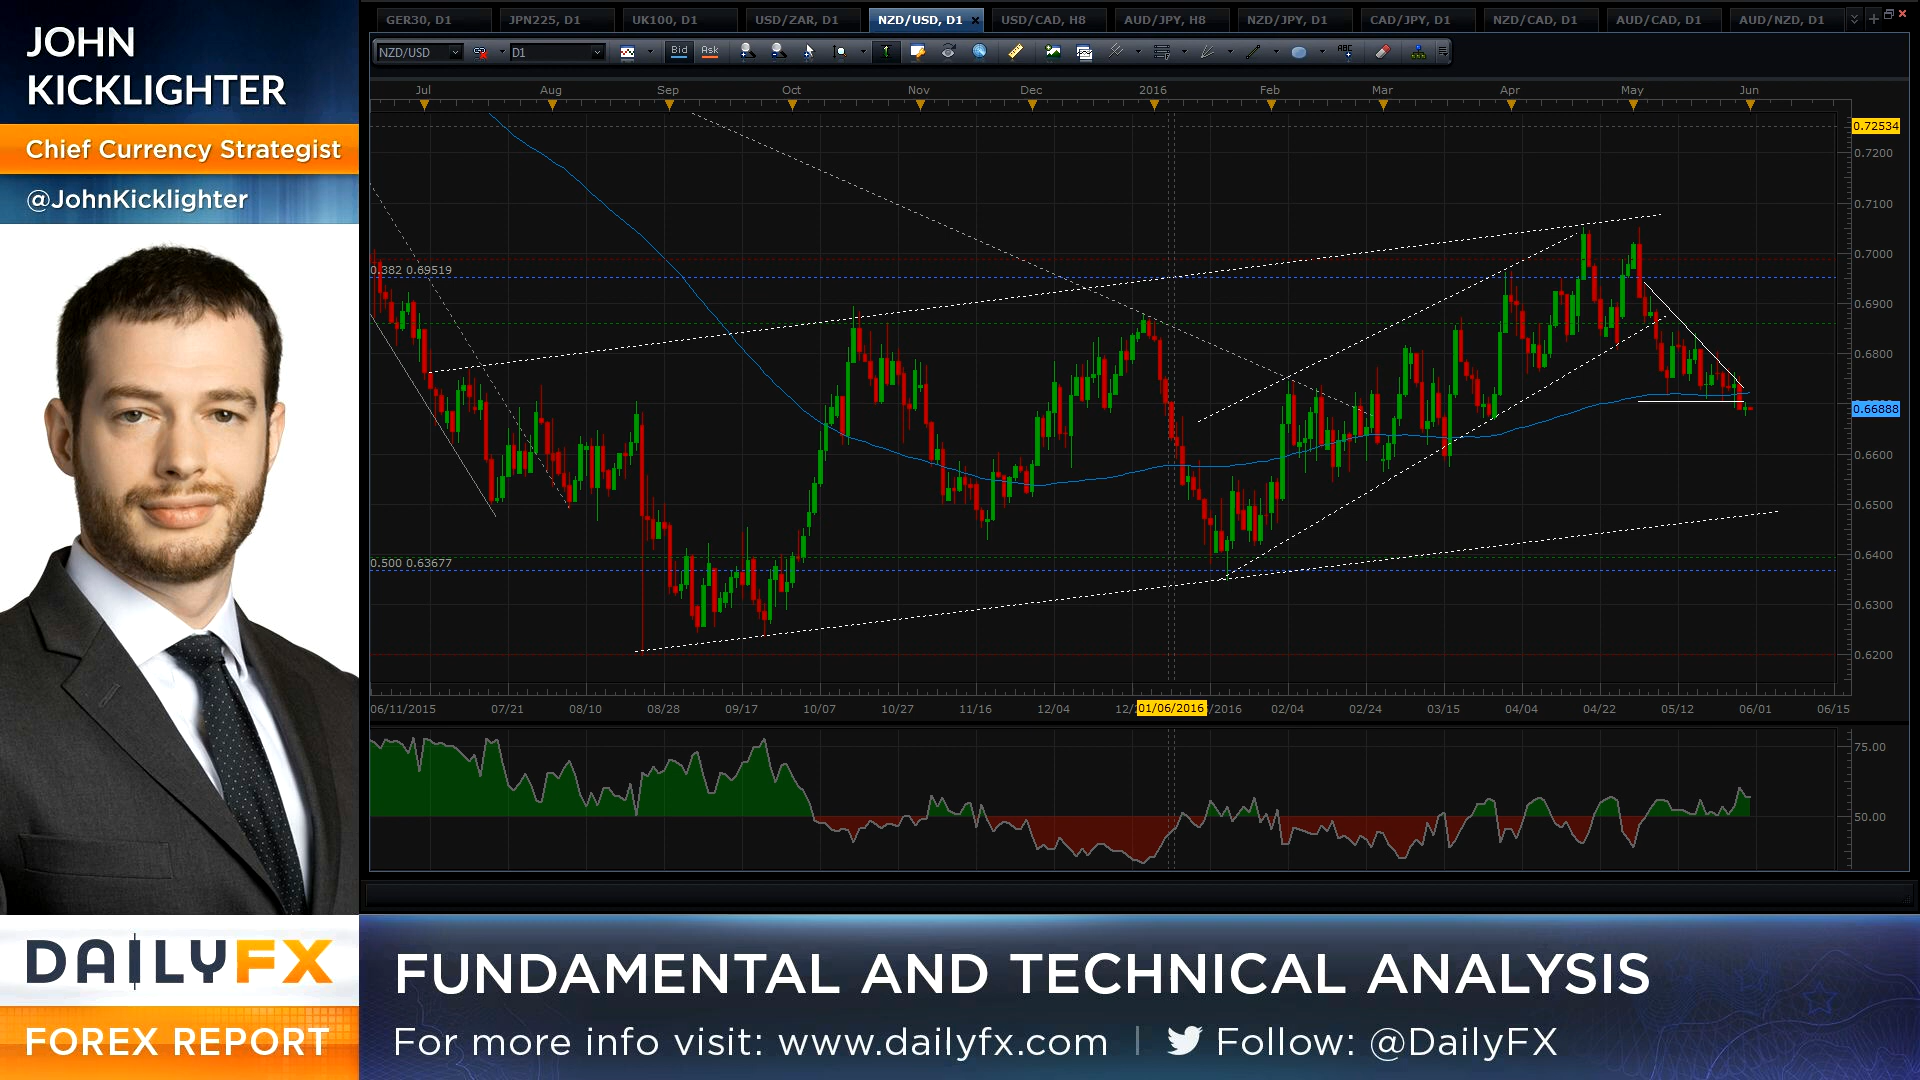 JOHN
KICKLIGHTER
Chief Currency Strategist
@JohnKicklighter
GER30, D1
JPN225, D1
UK100, D1
USD/ZAR, D1
NZD/USD, D1
USD/CAD, H8
AUD/JPY, H8
NZD/JPY, D1
CAD/JPY, D1
NZD/CAD, D1
AUD/CAD, D1
AUD/NZD, D1
NZD/USD D1 Bid Ask ABC
Jul Aug Sep Oct Nov Dec 2016 Feb Mar Apr May Jun
0.72534
0.7200
0.7100
0.7000
0.382 0.69519
0.6900
0.6800
0.66888
0.6600
0.6500
0.6400
0.500 0.63677
0.6300
0.6200
06/11/2015 07/21 08/10 08/28 09/17 10/07 10/27 11/16 12/04 12/ 01/06/2016 /2016 02/04 02/24 03/15 04/04 04/22 05/12 06/01 06/15
75.00
50.00
DAILYFX
FOREX REPORT
FUNDAMENTAL AND TECHNICAL ANALYSIS
For more info visit: www.dailyfx.com | Follow: @DailyFX